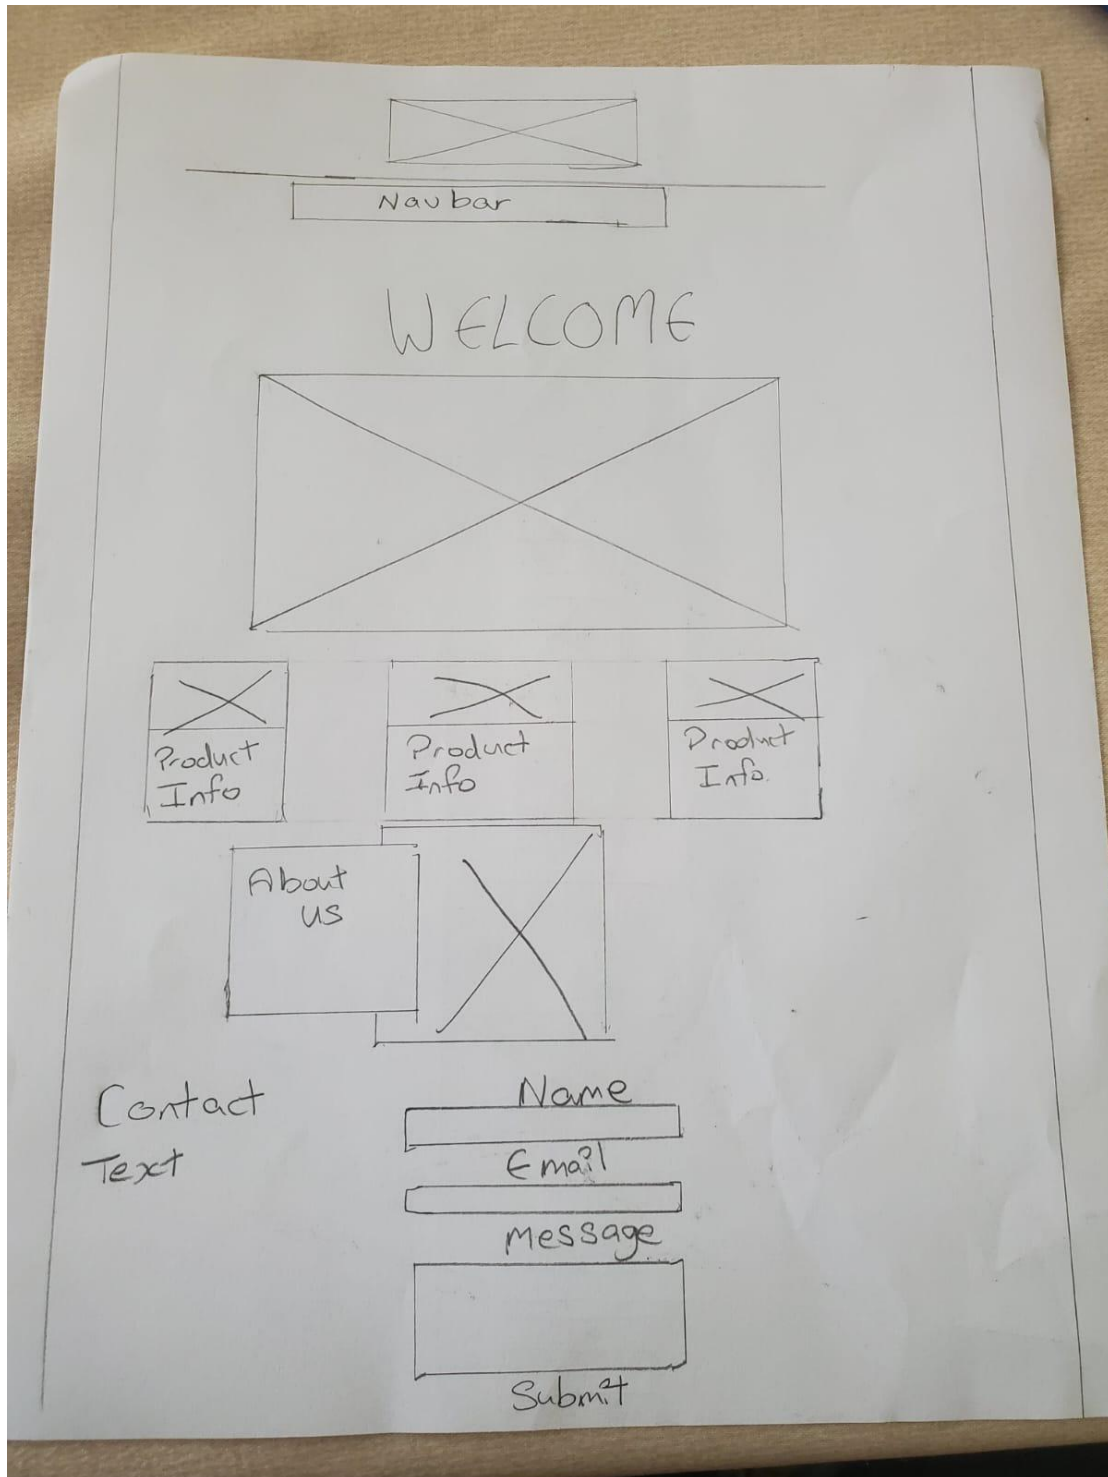 Navbar
WELCOME
Product
Info
Product
Info
Product
Info.
About
us
Contact
Text
Name
Email
Message
Submit